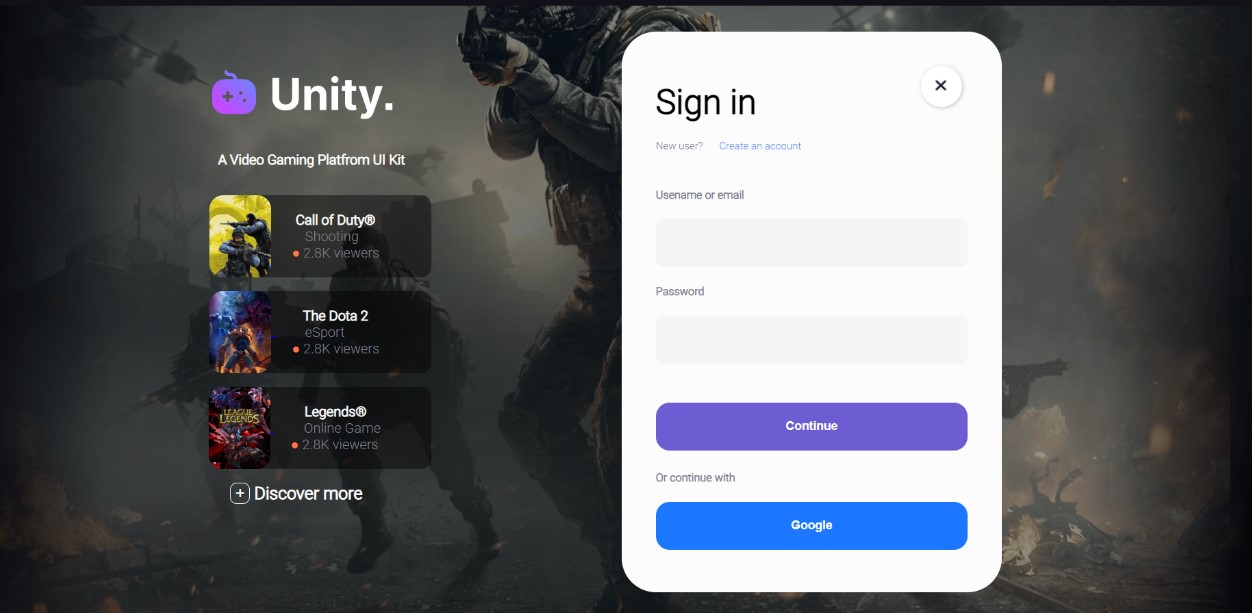 Unity.
A Video Gaming Platfrom UI Kit
Call of Duty®
Shooting
2.8K viewers
The Dota 2
eSport
2.8K viewers
LEAGUE OF
LEGENDS
Legends®
Online Game
2.8K viewers
Discover more
Sign in
New user? Create an account
Usename or email
Password
Continue
Or continue with
Google